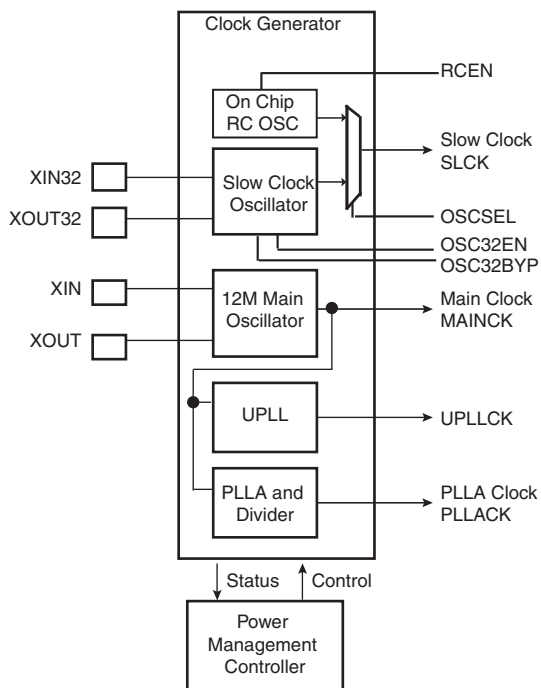 Clock Generator
RCEN
On Chip
RC OSC
Slow Clock
SLCK
XIN32
Slow Clock
Oscillator
XOUT32
OSCSEL
OSC32EN
OSC32BYP
XIN
12M Main
Oscillator
Main Clock
MAINCK
XOUT
UPLL
UPLLCK
PLLA and
Divider
PLLA Clock
PLLACK
Status
Control
Power
Management
Controller